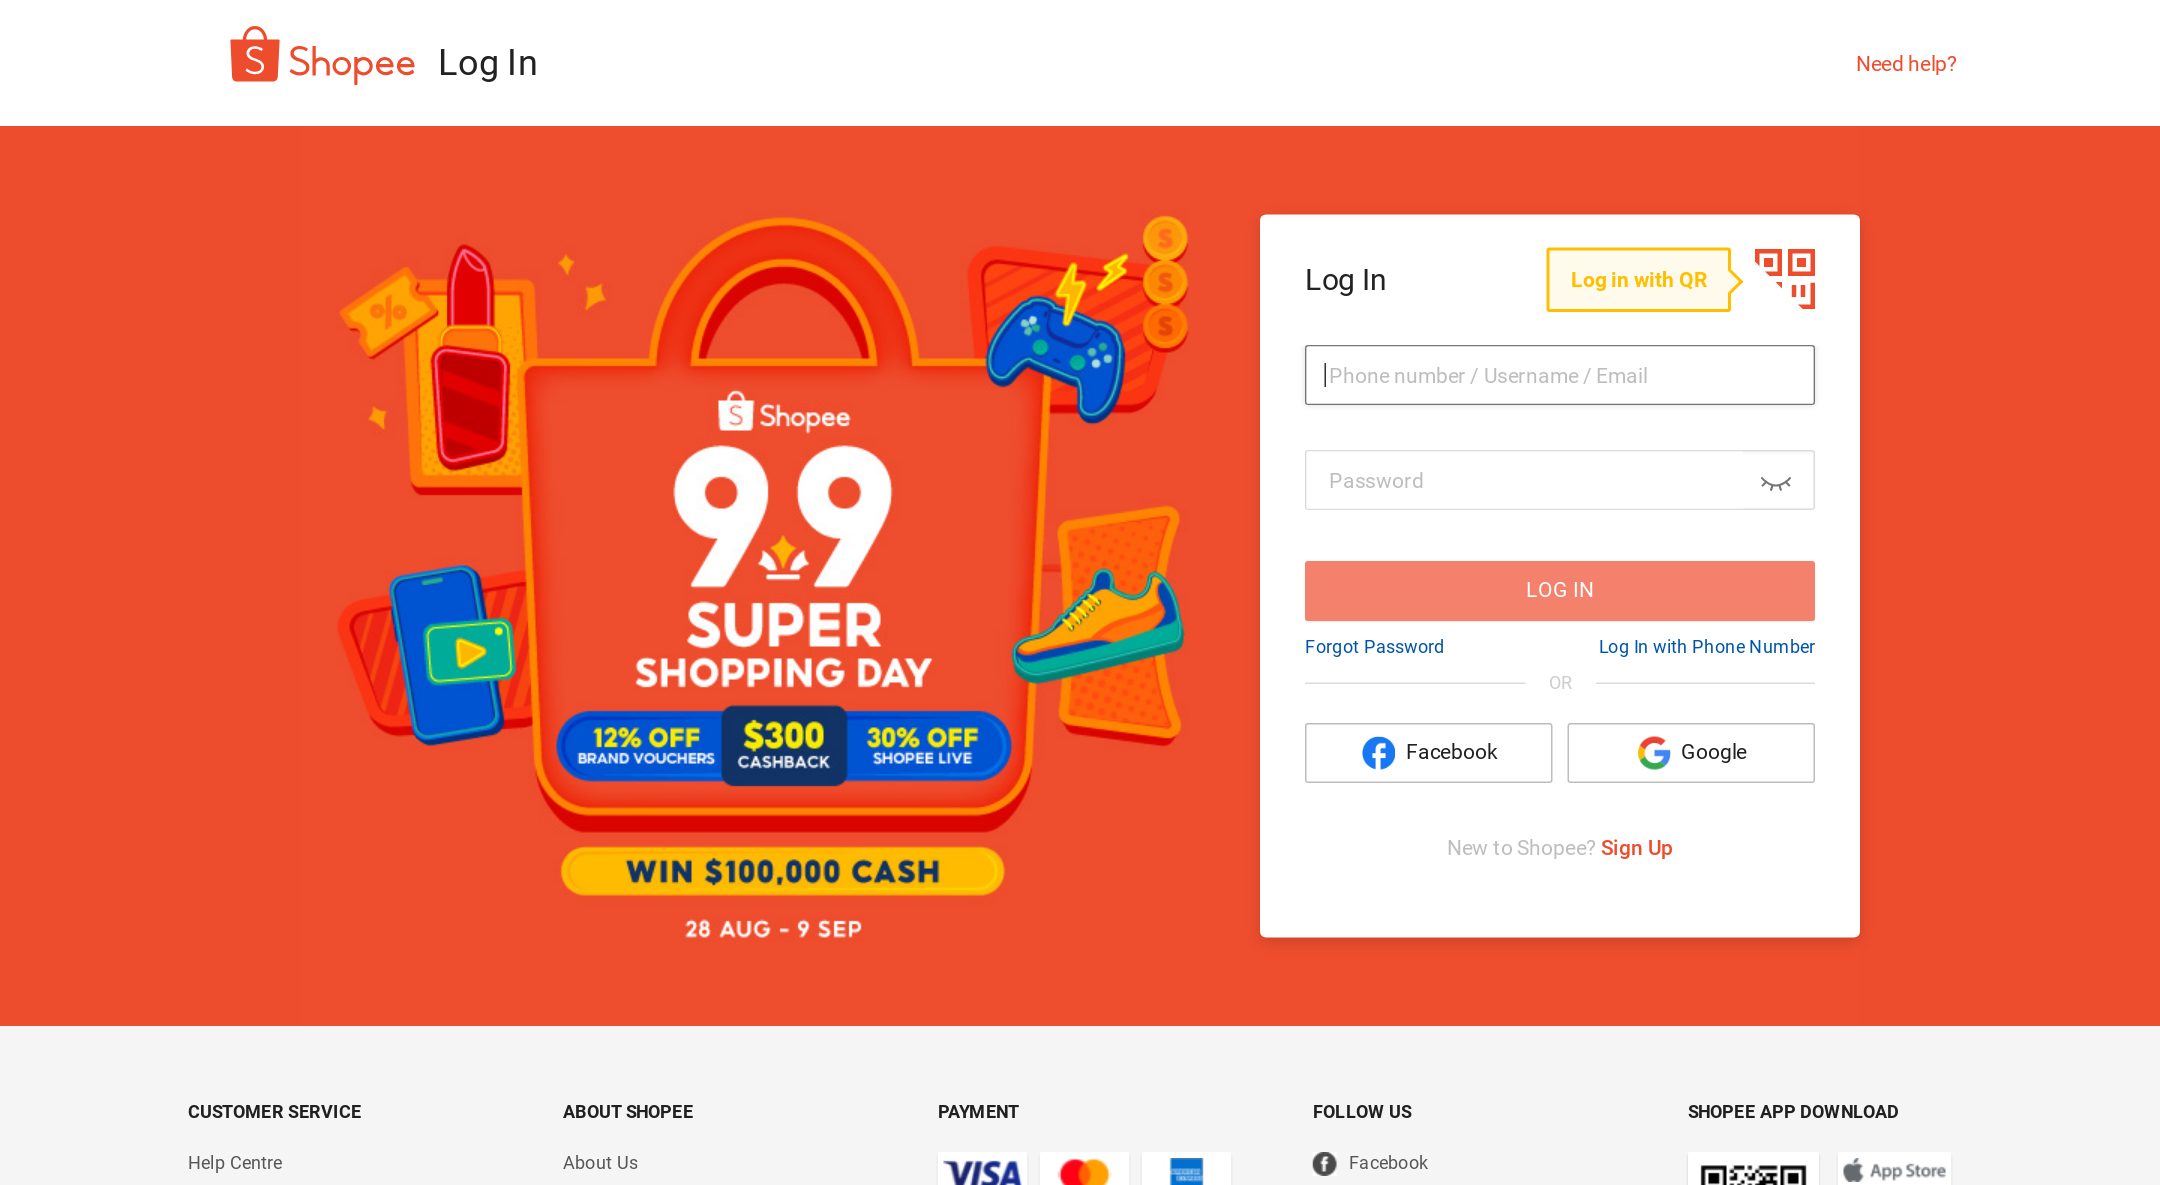 Shopee Log In
Need help?
Log In
Log in with QR
Phone number / Username / Email
Password
LOG IN
Forgot Password
Log In with Phone Number
OR
Facebook
Google
New to Shopee? Sign Up
Shopee
9.9
SUPER
SHOPPING DAY
12% OFF
BRAND VOUCHERS
$300
CASHBACK
30% OFF
SHOPEE LIVE
WIN $100,000 CASH
28 AUG - 9 SEP
CUSTOMER SERVICE
Help Centre
ABOUT SHOPEE
About Us
PAYMENT
VISA
FOLLOW US
Facebook
SHOPEE APP DOWNLOAD
App Store